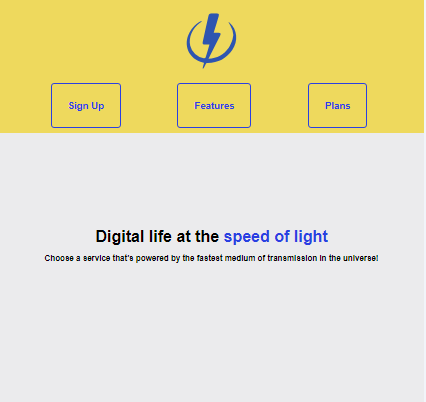 Sign Up
Features
Plans
Digital life at the speed of light
Choose a service that's powered by the fastest medium of transmission in the universe!